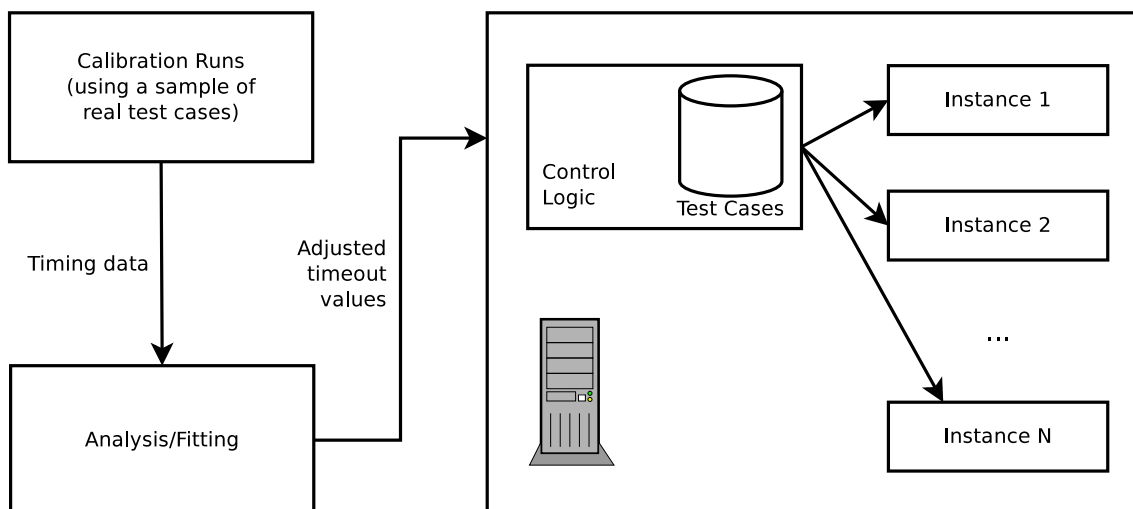 Calibration Runs
(using a sample of
real test cases)
Timing data
Analysis/Fitting
Adjusted
timeout
values
Control
Logic
Test Cases
Instance 1
Instance 2
...
Instance N